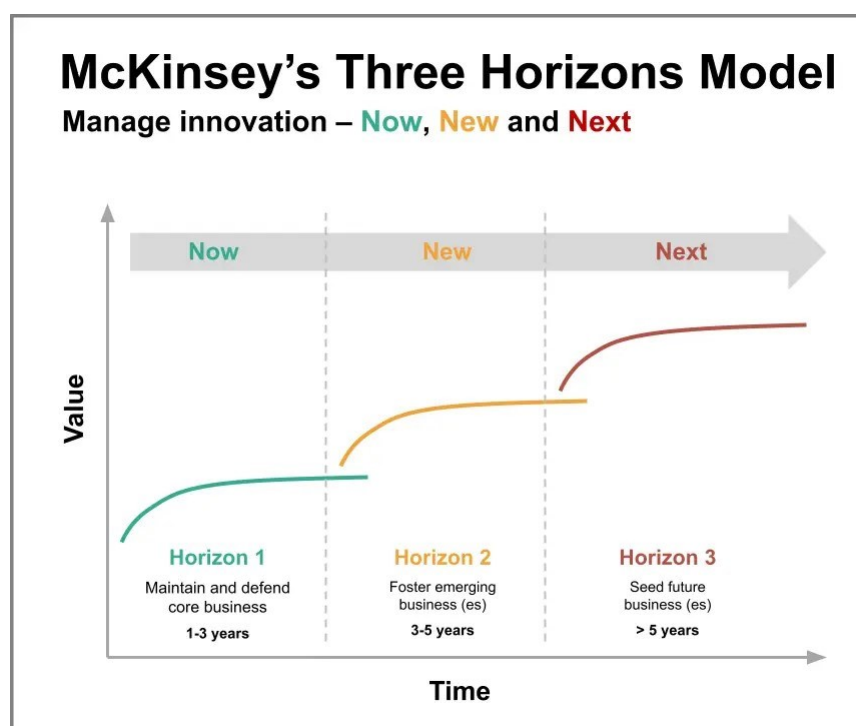 McKinsey's Three Horizons Model
Manage innovation – Now, New and Next
Now
New
Next
Value
Horizon 1
Maintain and defend
core business
1-3 years
Horizon 2
Foster emerging
business (es)
3-5 years
Horizon 3
Seed future
business (es)
> 5 years
Time